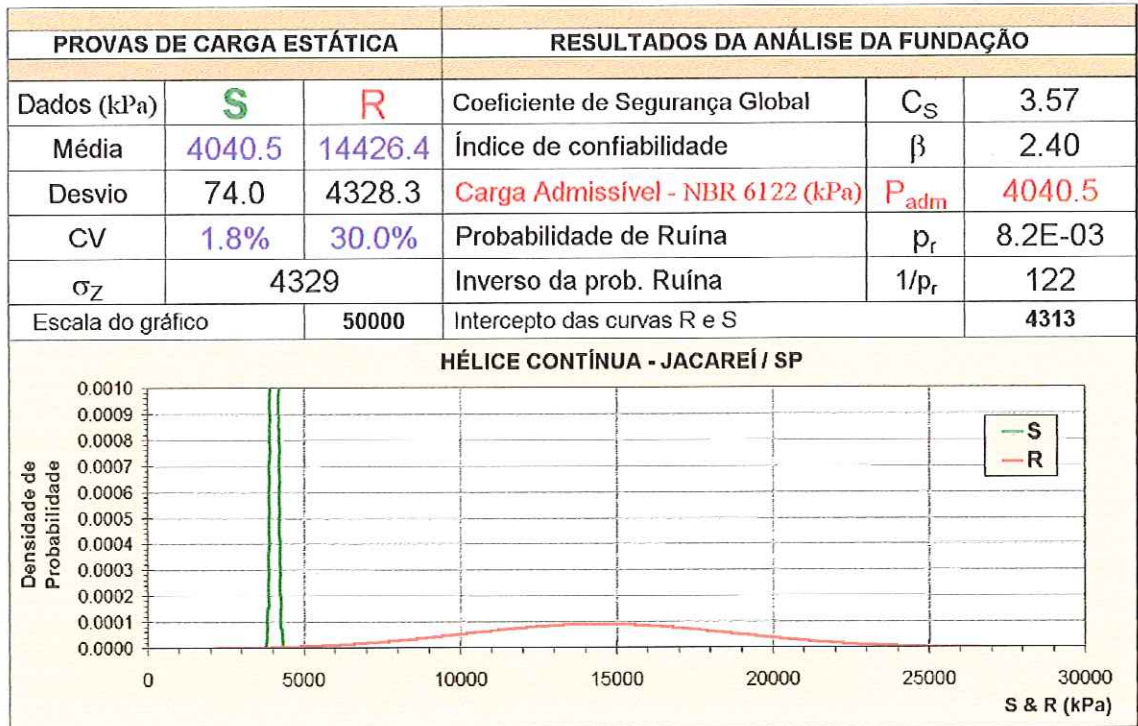 PROVAS DE CARGA ESTÁTICA RESULTADOS DA ANÁLISE DA FUNDAÇÃO
Dados (kPa) S R Coeficiente de Segurança Global C_S 3.57
Média 4040.5 14426.4 Índice de confiabilidade β 2.40
Desvio 74.0 4328.3 Carga Admissível - NBR 6122 (kPa) P_adm 4040.5
CV 1.8% 30.0% Probabilidade de Ruína p_r 8.2E-03
σ_Z 4329 Inverso da prob. Ruína 1/p_r 122
Escala do gráfico 50000 Intercepto das curvas R e S 4313
HÉLICE CONTÍNUA - JACAREÍ / SP
Densidade de
Probabilidade
0.0010
0.0009
0.0008
0.0007
0.0006
0.0005
0.0004
0.0003
0.0002
0.0001
0.0000
S
R
0 5000 10000 15000 20000 25000 30000
S & R (kPa)